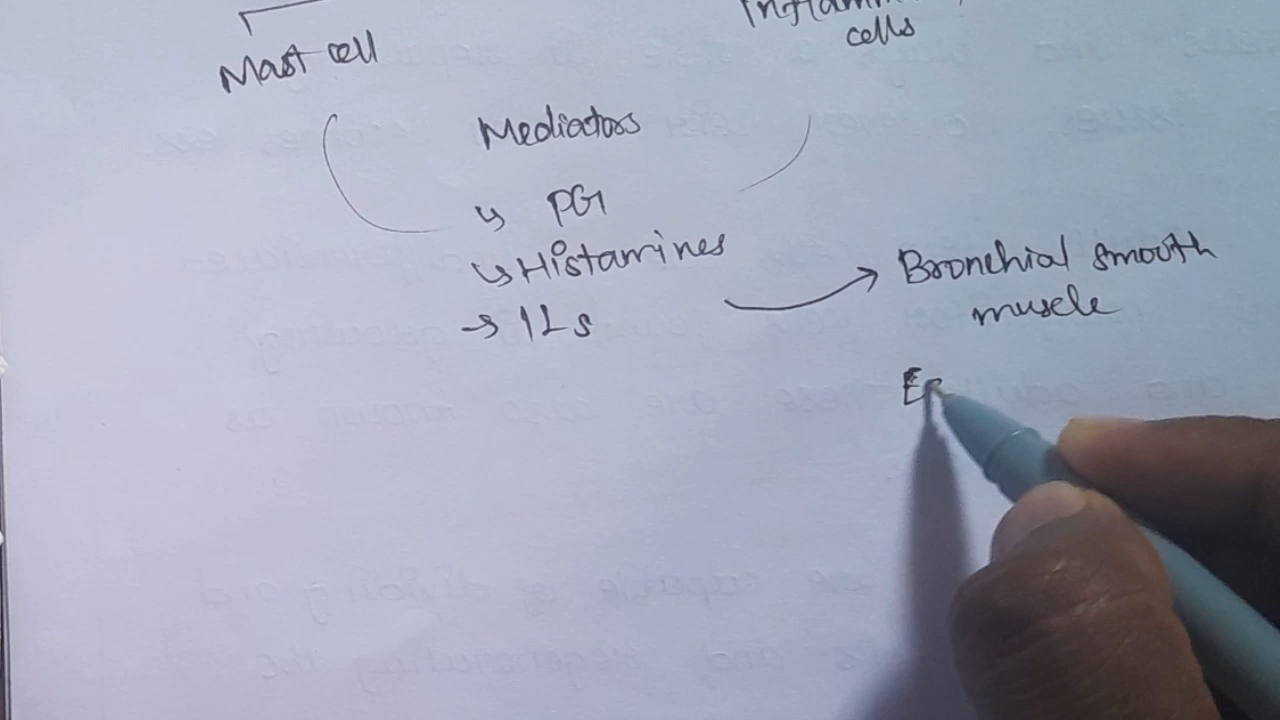 cells
Mast cell
Mediators
↳ PG
↳ Histamines
→ ILs
Bronchial smooth
muscle